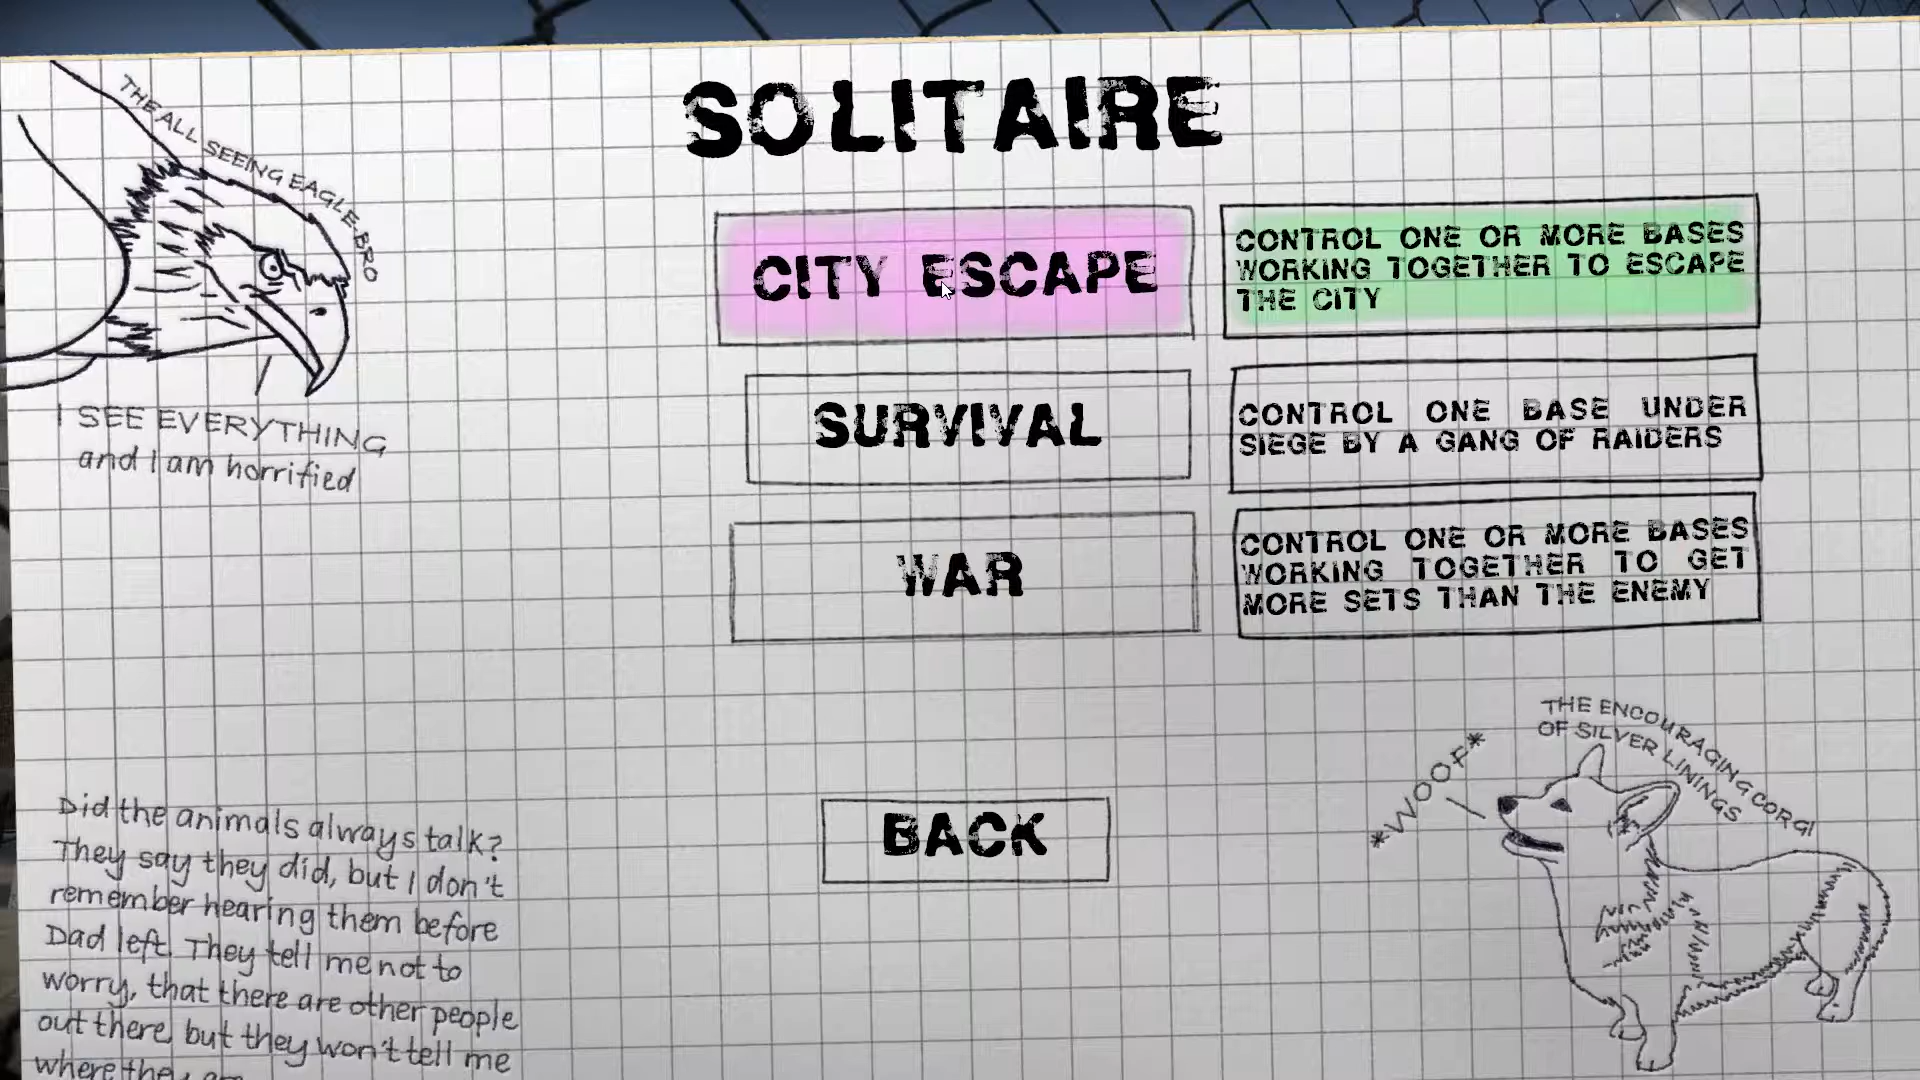 SOLITAIRE
THE ALL SEEING EAGLE-BRO
I SEE EVERYTHING
and I am horrified
CITY ESCAPE
CONTROL ONE OR MORE BASES
WORKING TOGETHER TO ESCAPE
THE CITY
SURVIVAL
CONTROL ONE BASE UNDER
SIEGE BY A GANG OF RAIDERS
WAR
CONTROL ONE OR MORE BASES
WORKING TOGETHER TO GET
MORE SETS THAN THE ENEMY
BACK
THE ENCOURAGING CORGI
OF SILVER LININGS
*WOOF*
Did the animals always talk?
They say they did, but I don't
remember hearing them before
Dad left. They tell me not to
worry, that there are other people
out there, but they won't tell me
where they